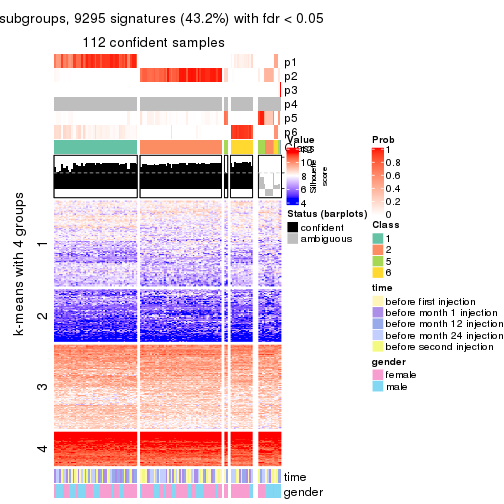 subgroups, 9295 signatures (43.2%) with fdr < 0.05
112 confident samples
p1
p2
p3
p4
p5
p6
Class
k-means with 4 groups
1
2
3
4
time
gender
Value
10
8
6
4
Silhouette
score
Status (barplots)
confident
ambiguous
Prob
1
0.8
0.6
0.4
0.2
0
Class
1
2
5
6
time
before first injection
before month 1 injection
before month 12 injection
before month 24 injection
before second injection
gender
female
male